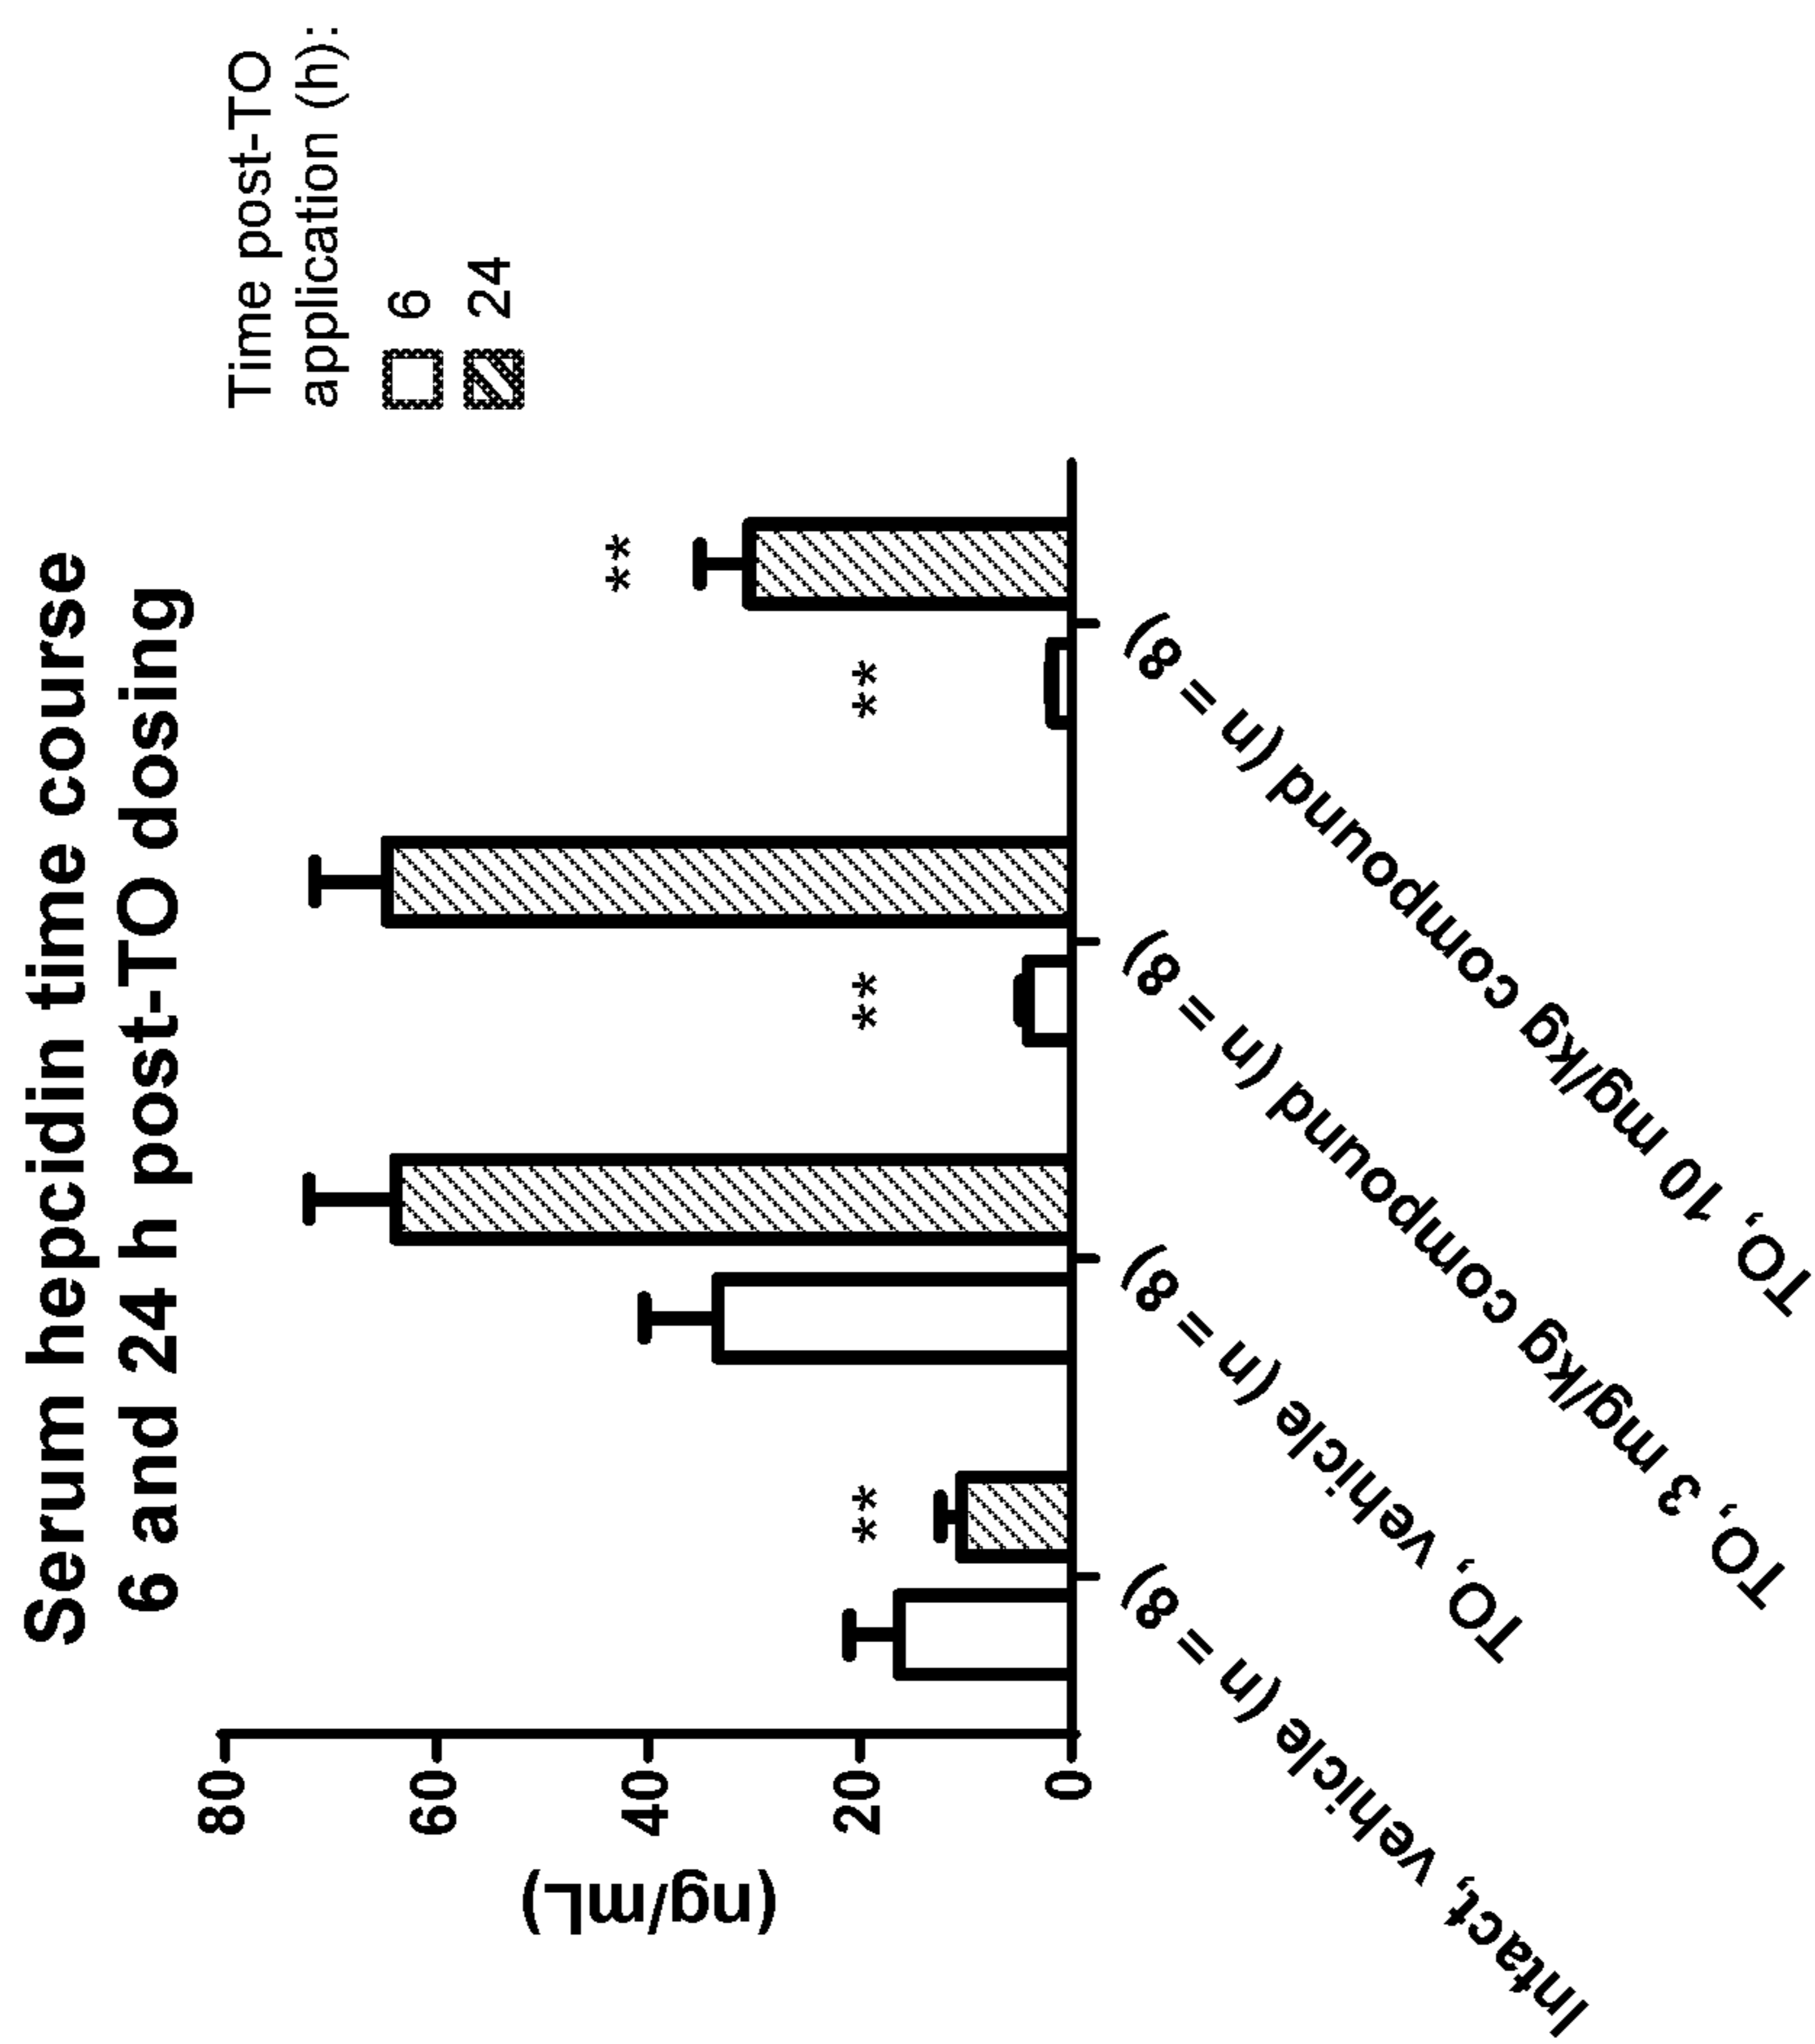 Serum hepcidin time course
6 and 24 h post-TO dosing
Time post-TO
application (h):
6
24
(ng/mL)
80
60
40
20
0
**
**
**
**
Intact, vehicle (n = 8)
TO, vehicle (n = 8)
TO, 3 mg/kg compound (n = 8)
TO, 10 mg/kg compound (n = 8)